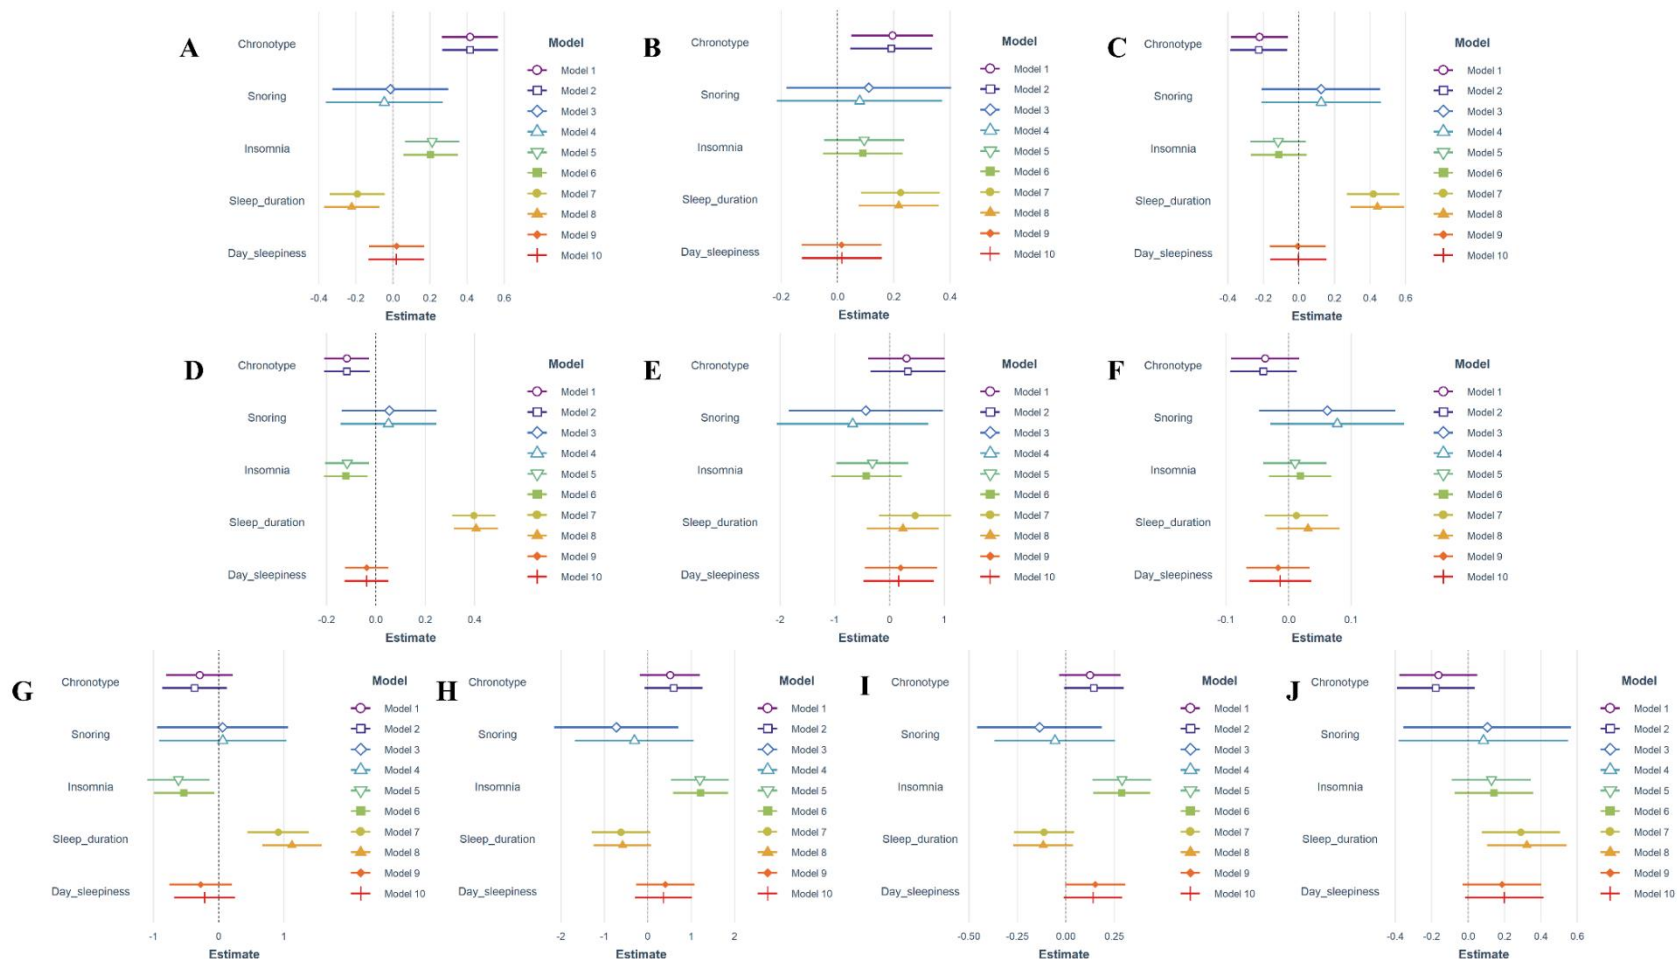 A
Chronotype
Snoring
Insomnia
Sleep_duration
Day_sleepiness
-0.4 -0.2 0.0 0.2 0.4 0.6
Estimate
Model
Model 1
Model 2
Model 3
Model 4
Model 5
Model 6
Model 7
Model 8
Model 9
Model 10
B
Chronotype
Snoring
Insomnia
Sleep_duration
Day_sleepiness
-0.2 0.0 0.2 0.4
Estimate
Model
Model 1
Model 2
Model 3
Model 4
Model 5
Model 6
Model 7
Model 8
Model 9
Model 10
C
Chronotype
Snoring
Insomnia
Sleep_duration
Day_sleepiness
-0.4 -0.2 0.0 0.2 0.4 0.6
Estimate
Model
Model 1
Model 2
Model 3
Model 4
Model 5
Model 6
Model 7
Model 8
Model 9
Model 10
D
Chronotype
Snoring
Insomnia
Sleep_duration
Day_sleepiness
-0.2 0.0 0.2 0.4
Estimate
Model
Model 1
Model 2
Model 3
Model 4
Model 5
Model 6
Model 7
Model 8
Model 9
Model 10
E
Chronotype
Snoring
Insomnia
Sleep_duration
Day_sleepiness
-2 -1 0 1
Estimate
Model
Model 1
Model 2
Model 3
Model 4
Model 5
Model 6
Model 7
Model 8
Model 9
Model 10
F
Chronotype
Snoring
Insomnia
Sleep_duration
Day_sleepiness
-0.1 0.0 0.1
Estimate
Model
Model 1
Model 2
Model 3
Model 4
Model 5
Model 6
Model 7
Model 8
Model 9
Model 10
G
Chronotype
Snoring
Insomnia
Sleep_duration
Day_sleepiness
-1 0 1
Estimate
Model
Model 1
Model 2
Model 3
Model 4
Model 5
Model 6
Model 7
Model 8
Model 9
Model 10
H
Chronotype
Snoring
Insomnia
Sleep_duration
Day_sleepiness
-2 -1 0 1 2
Estimate
Model
Model 1
Model 2
Model 3
Model 4
Model 5
Model 6
Model 7
Model 8
Model 9
Model 10
I
Chronotype
Snoring
Insomnia
Sleep_duration
Day_sleepiness
-0.50 -0.25 0.00 0.25
Estimate
Model
Model 1
Model 2
Model 3
Model 4
Model 5
Model 6
Model 7
Model 8
Model 9
Model 10
J
Chronotype
Snoring
Insomnia
Sleep_duration
Day_sleepiness
-0.4 -0.2 0.0 0.2 0.4 0.6
Estimate
Model
Model 1
Model 2
Model 3
Model 4
Model 5
Model 6
Model 7
Model 8
Model 9
Model 10